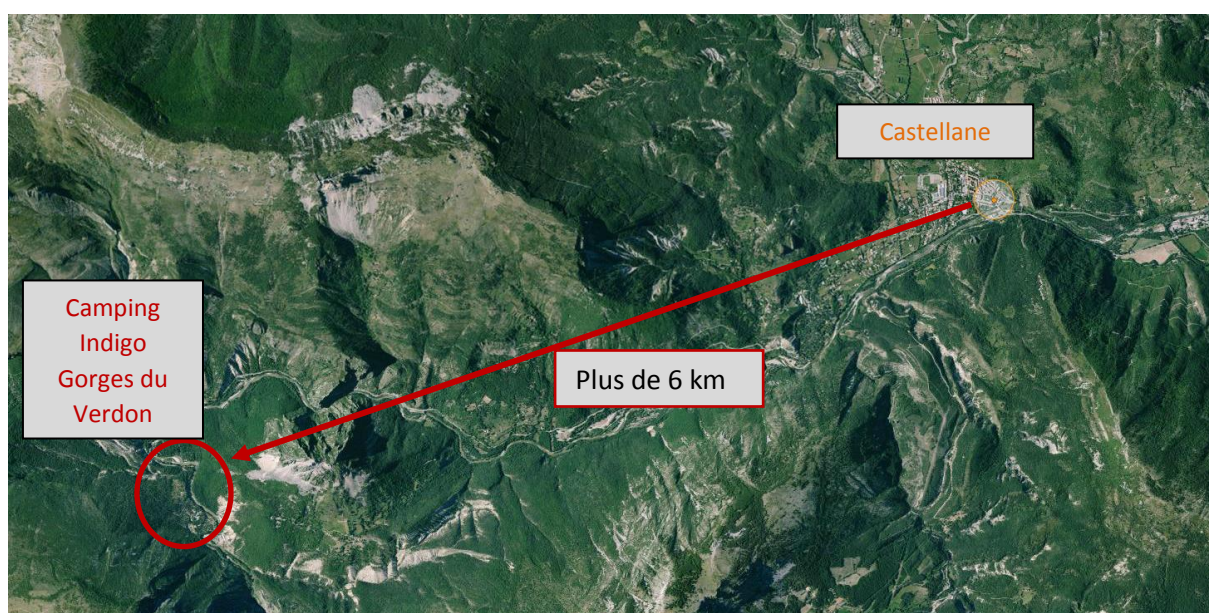 Castellane
Camping
Indigo
Gorges du
Verdon
Plus de 6 km